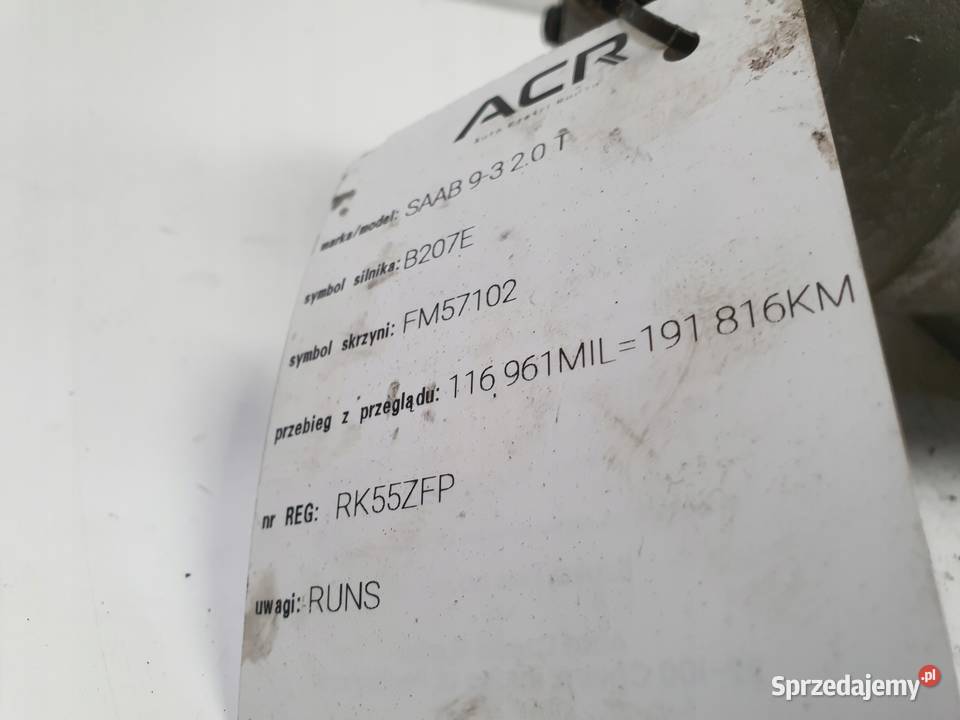 ACR
marka/model: SAAB 9-3 2.0 T
symbol silnika: B207E
symbol skrzyni: FM57102
przebieg z przeglądu: 116 961MIL=191 816KM
nr REG: RK55ZFP
uwagi: RUNS
Sprzedajemy.pl